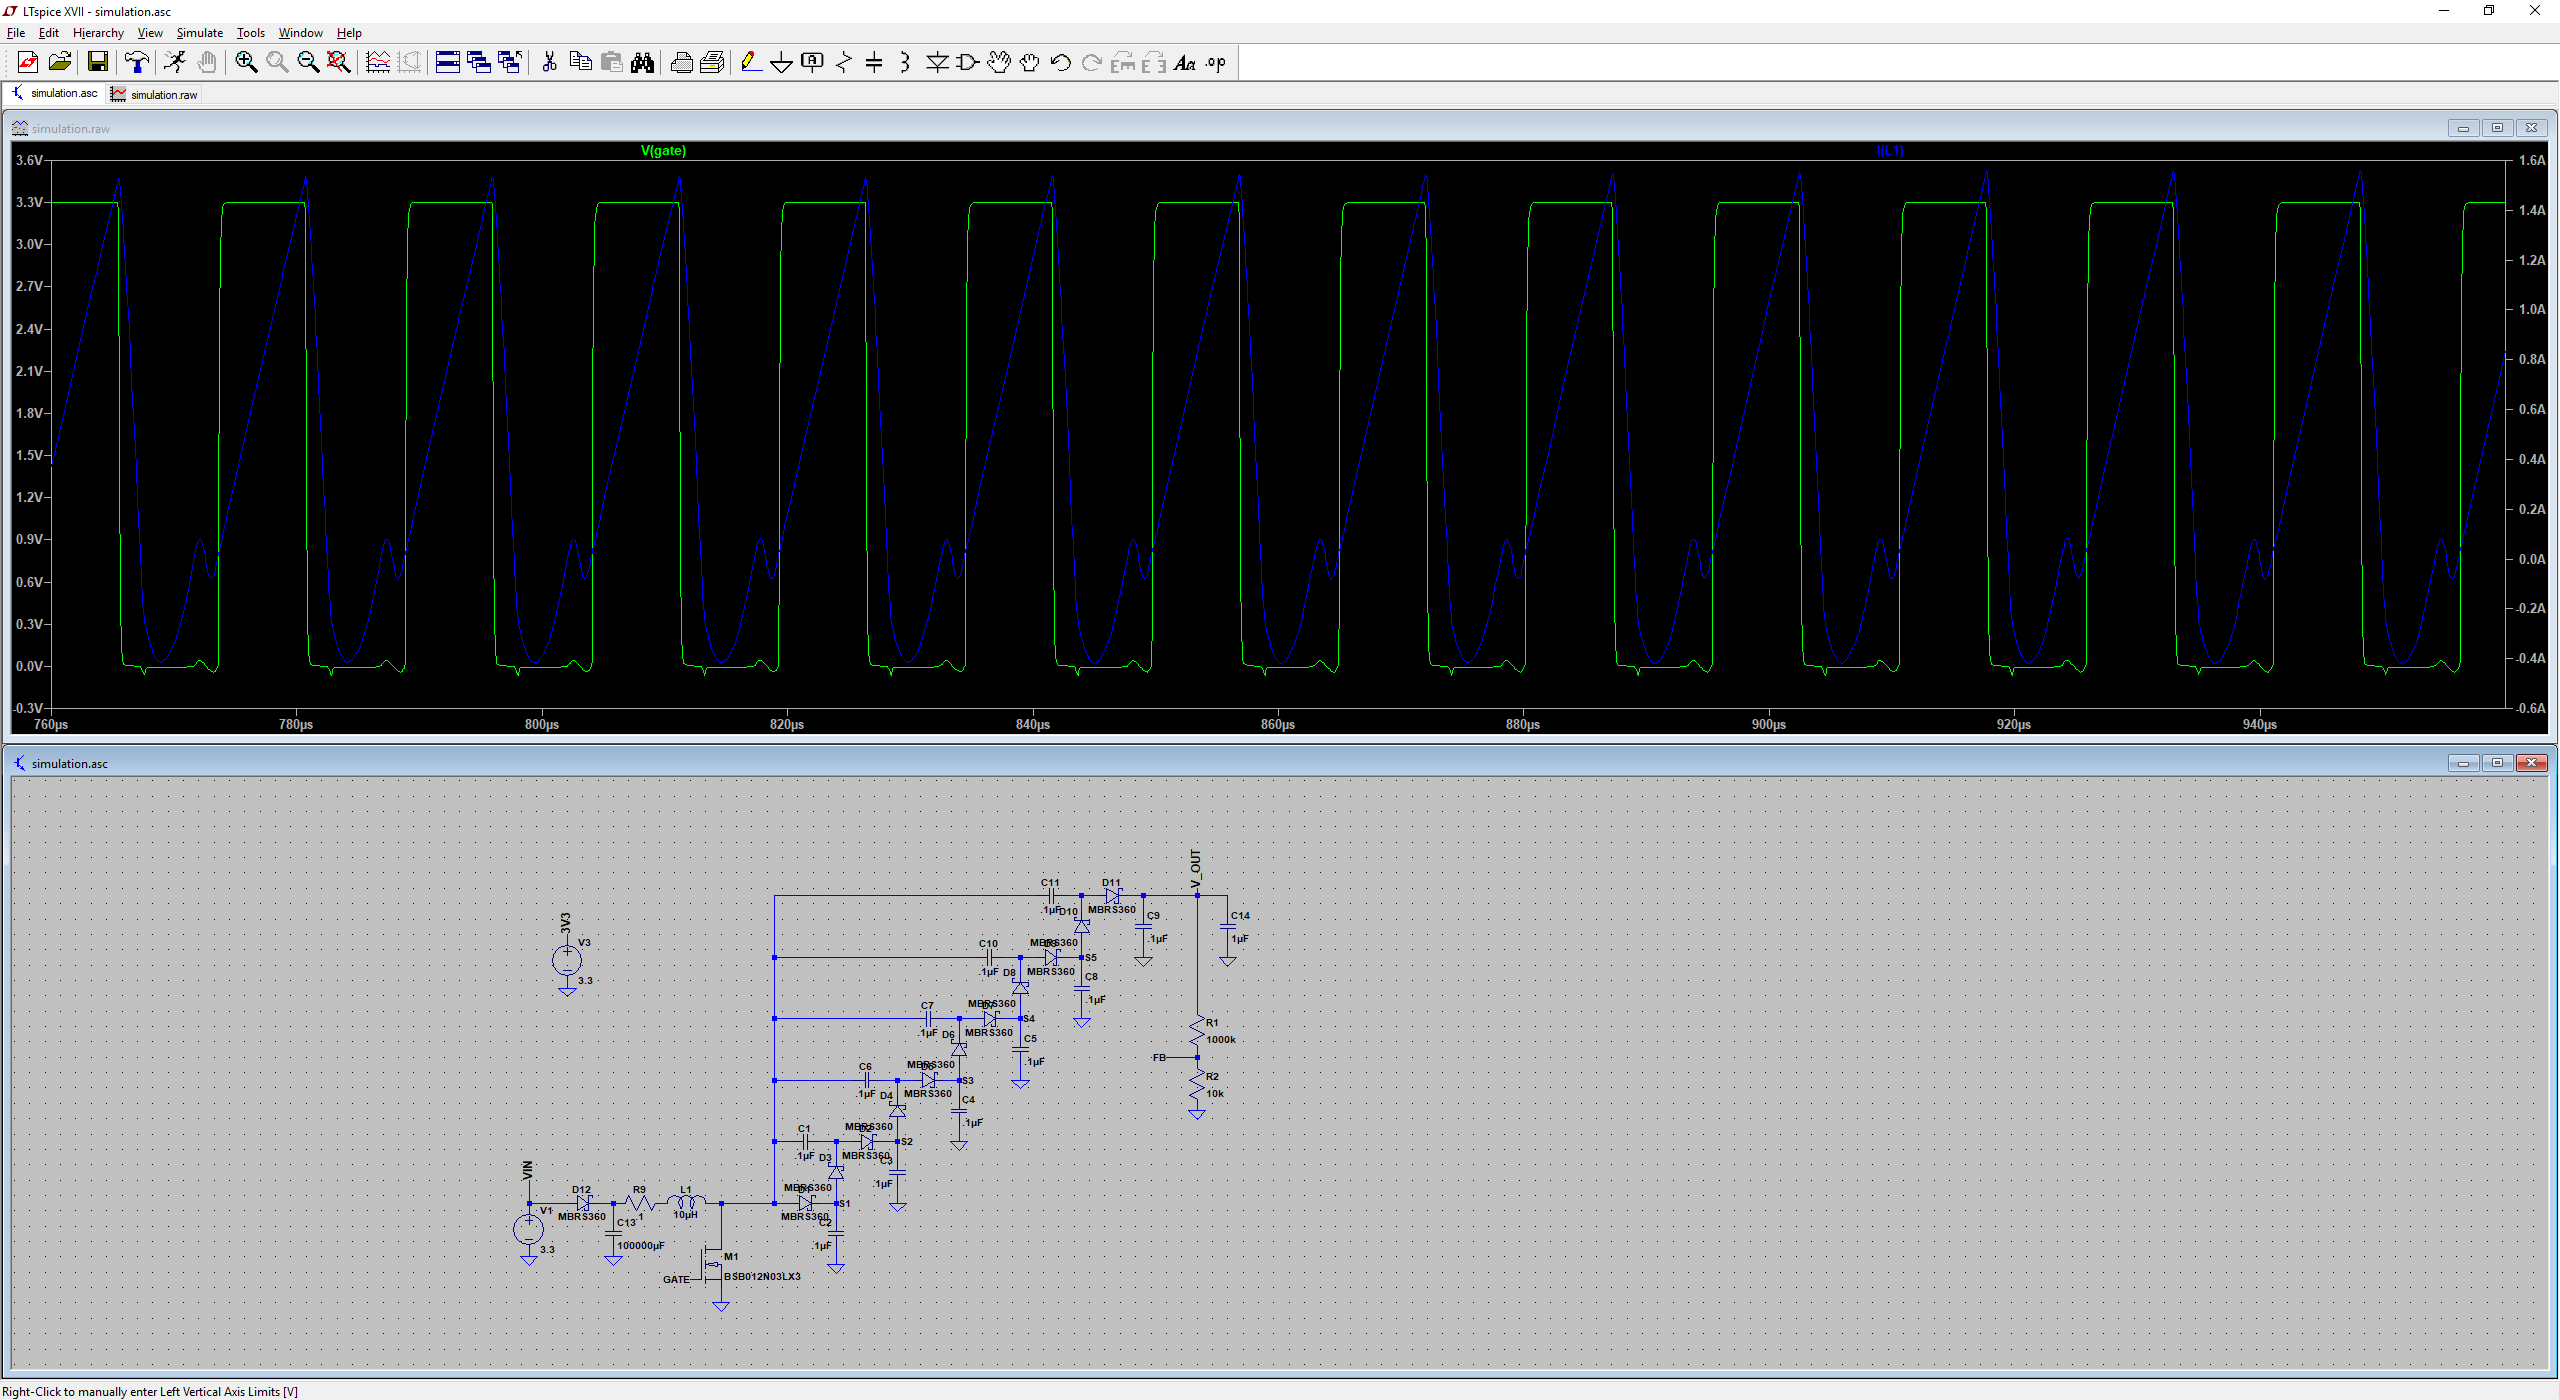 LTspice XVII - simulation.asc
File Edit Hierarchy View Simulate Tools Window Help
.op
simulation.asc simulation.raw
simulation.raw
V(gate) I(L1)
3.6V 1.6A
3.3V 1.4A
3.0V 1.2A
2.7V 1.0A
2.4V 0.8A
2.1V 0.6A
1.8V 0.4A
1.5V 0.2A
1.2V 0.0A
0.9V -0.2A
0.6V -0.4A
0.3V -0.6A
0.0V
-0.3V
760µs 780µs 800µs 820µs 840µs 860µs 880µs 900µs 920µs 940µs
simulation.asc
V_OUT
C11 D11
.1µF D10 MBRS360 C9 C14
3V3
V3 C10 MBRS360 .1µF 1µF
S5
.1µF D8 MBRS360 C8
3.3
C7 MBRS360 .1µF
S4 R1
.1µF D6 MBRS360 C5 1000k
FB
C6 MBRS360 .1µF
S3 R2
.1µF D4 MBRS360 C4 10k
C1 MBRS360 .1µF
D2 S2
.1µF D3 MBRS360 C3
VIN
D12 R9 L1 MBRS360 .1µF
V1 S1
MBRS360 .1 10µH MBRS360 C2
C13
3.3 100000µF .1µF
M1
GATE BSB012N03LX3
Right-Click to manually enter Left Vertical Axis Limits [V]